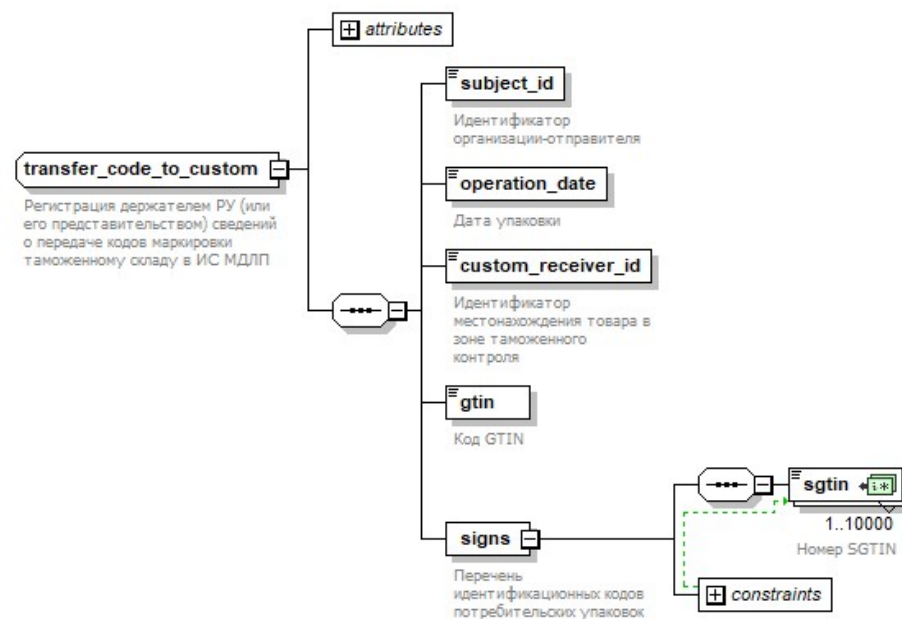 attributes
transfer_code_to_custom
Регистрация держателем РУ (или
его представительством) сведений
о передаче кодов маркировки
таможенному складу в ИС МДЛП
subject_id
Идентификатор
организации-отправителя
operation_date
Дата упаковки
custom_receiver_id
Идентификатор
местонахождения товара в
зоне таможенного
контроля
gtin
Код GTIN
signs
Перечень
идентификационных кодов
потребительских упаковок
sgtin
1..10000
Номер SGTIN
constraints